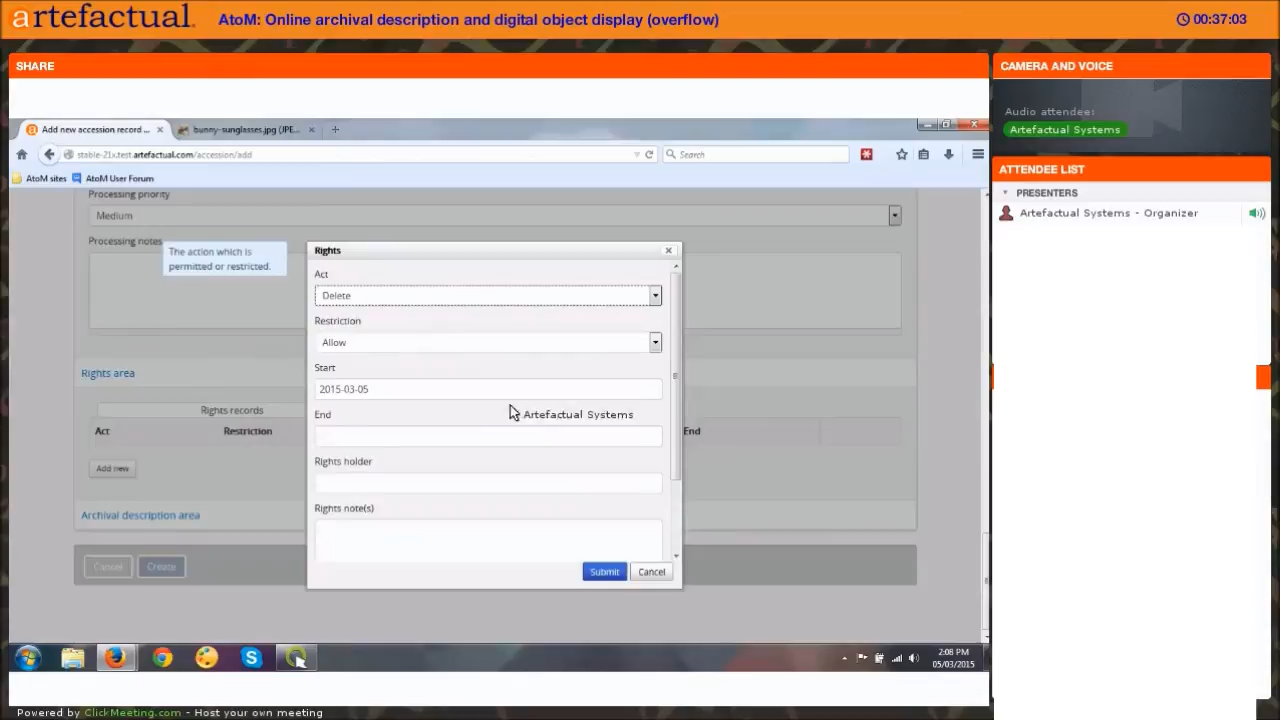 artefactual
AtoM: Online archival description and digital object display (overflow)
00:37:03
SHARE
CAMERA AND VOICE
Audio attendee:
Artefactual Systems
ATTENDEE LIST
PRESENTERS
Artefactual Systems - Organizer
Add new accession record ...
bunny-sunglasses.jpg (JPE...
stable-21x.test.artefactual.com/accession/add
Search
AtoM sites
AtoM User Forum
Processing priority
Medium
Processing notes
The action which is
permitted or restricted.
Rights
Act
Delete
Restriction
Allow
Start
2015-03-05
End
Artefactual Systems
Rights holder
Rights note(s)
Submit Cancel
Rights area
Rights records
Act Restriction End
Add new
Archival description area
Cancel Create
2:08 PM
05/03/2015
Powered by ClickMeeting.com - Host your own meeting